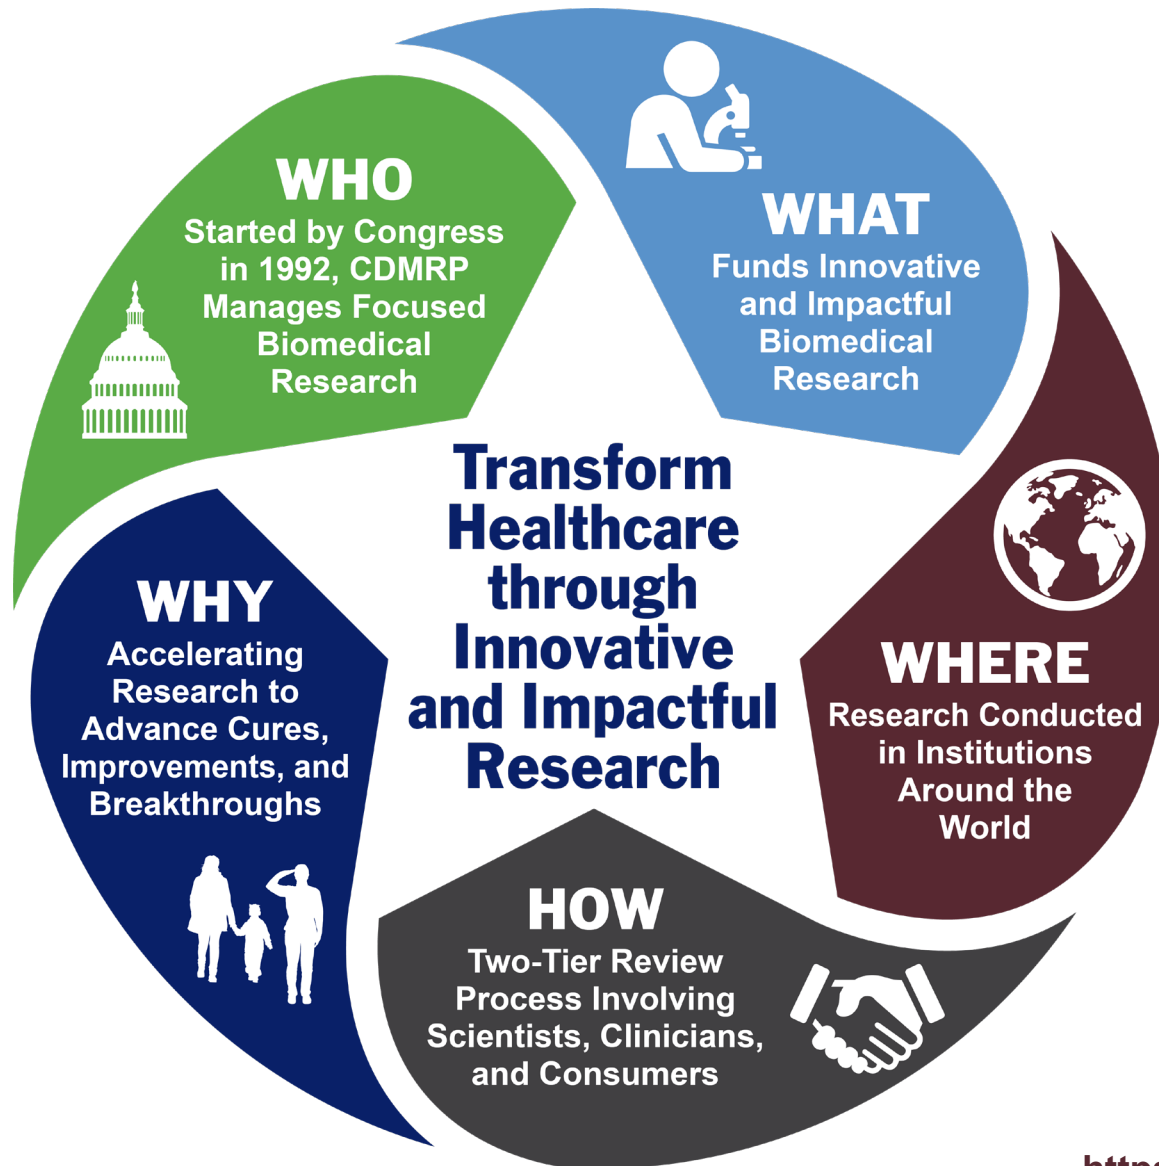 WHO
Started by Congress
in 1992, CDMRP
Manages Focused
Biomedical
Research
WHAT
Funds Innovative
and Impactful
Biomedical
Research
WHERE
Research Conducted
in Institutions
Around the
World
HOW
Two-Tier Review
Process Involving
Scientists, Clinicians,
and Consumers
WHY
Accelerating
Research to
Advance Cures,
Improvements, and
Breakthroughs
Transform
Healthcare
through
Innovative
and Impactful
Research